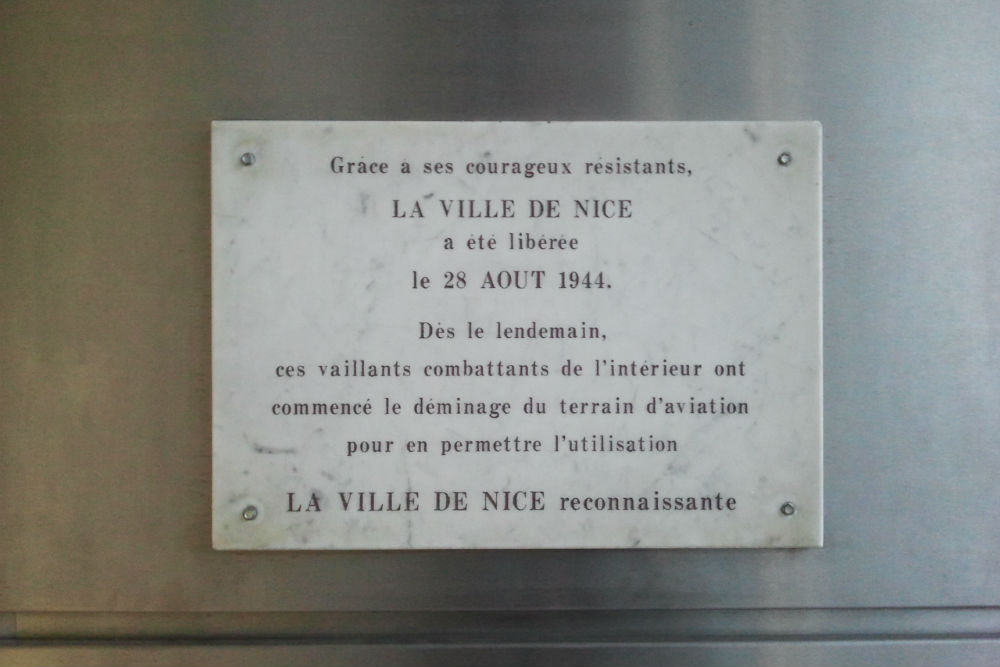 Grâce à ses courageux résistants,
LA VILLE DE NICE
a été libérée
le 28 AOUT 1944.
Dès le lendemain,
ces vaillants combattants de l'intérieur ont
commencé le déminage du terrain d'aviation
pour en permettre l'utilisation
LA VILLE DE NICE reconnaissante